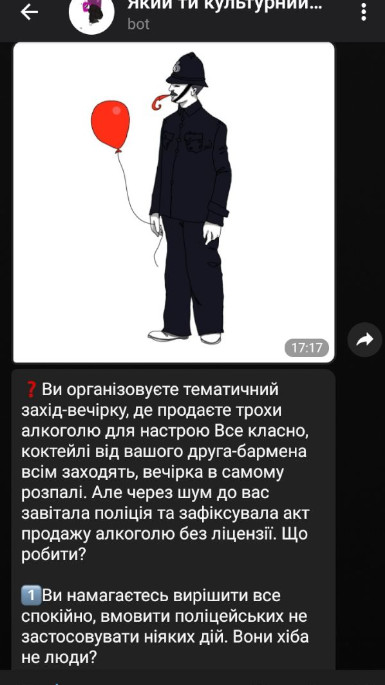 Який ти культурний...
bot
17:17
❓ Ви організовуєте тематичний
захід-вечірку, де продаєте трохи
алкоголю для настрою Все класно,
коктейлі від вашого друга-бармена
всім заходять, вечірка в самому
розпалі. Але через шум до вас
завітала поліція та зафіксувала акт
продажу алкоголю без ліцензії. Що
робити?
1️⃣Ви намагаєтесь вирішити все
спокійно, вмовити поліцейських не
застосовувати ніяких дій. Вони хіба
не люди?